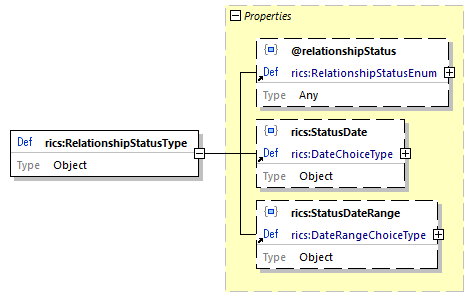 Properties
@relationshipStatus
Def rics:RelationshipStatusEnum
Type Any
Def rics:RelationshipStatusType
Type Object
rics:StatusDate
Def rics:DateChoiceType
Type Object
rics:StatusDateRange
Def rics:DateRangeChoiceType
Type Object